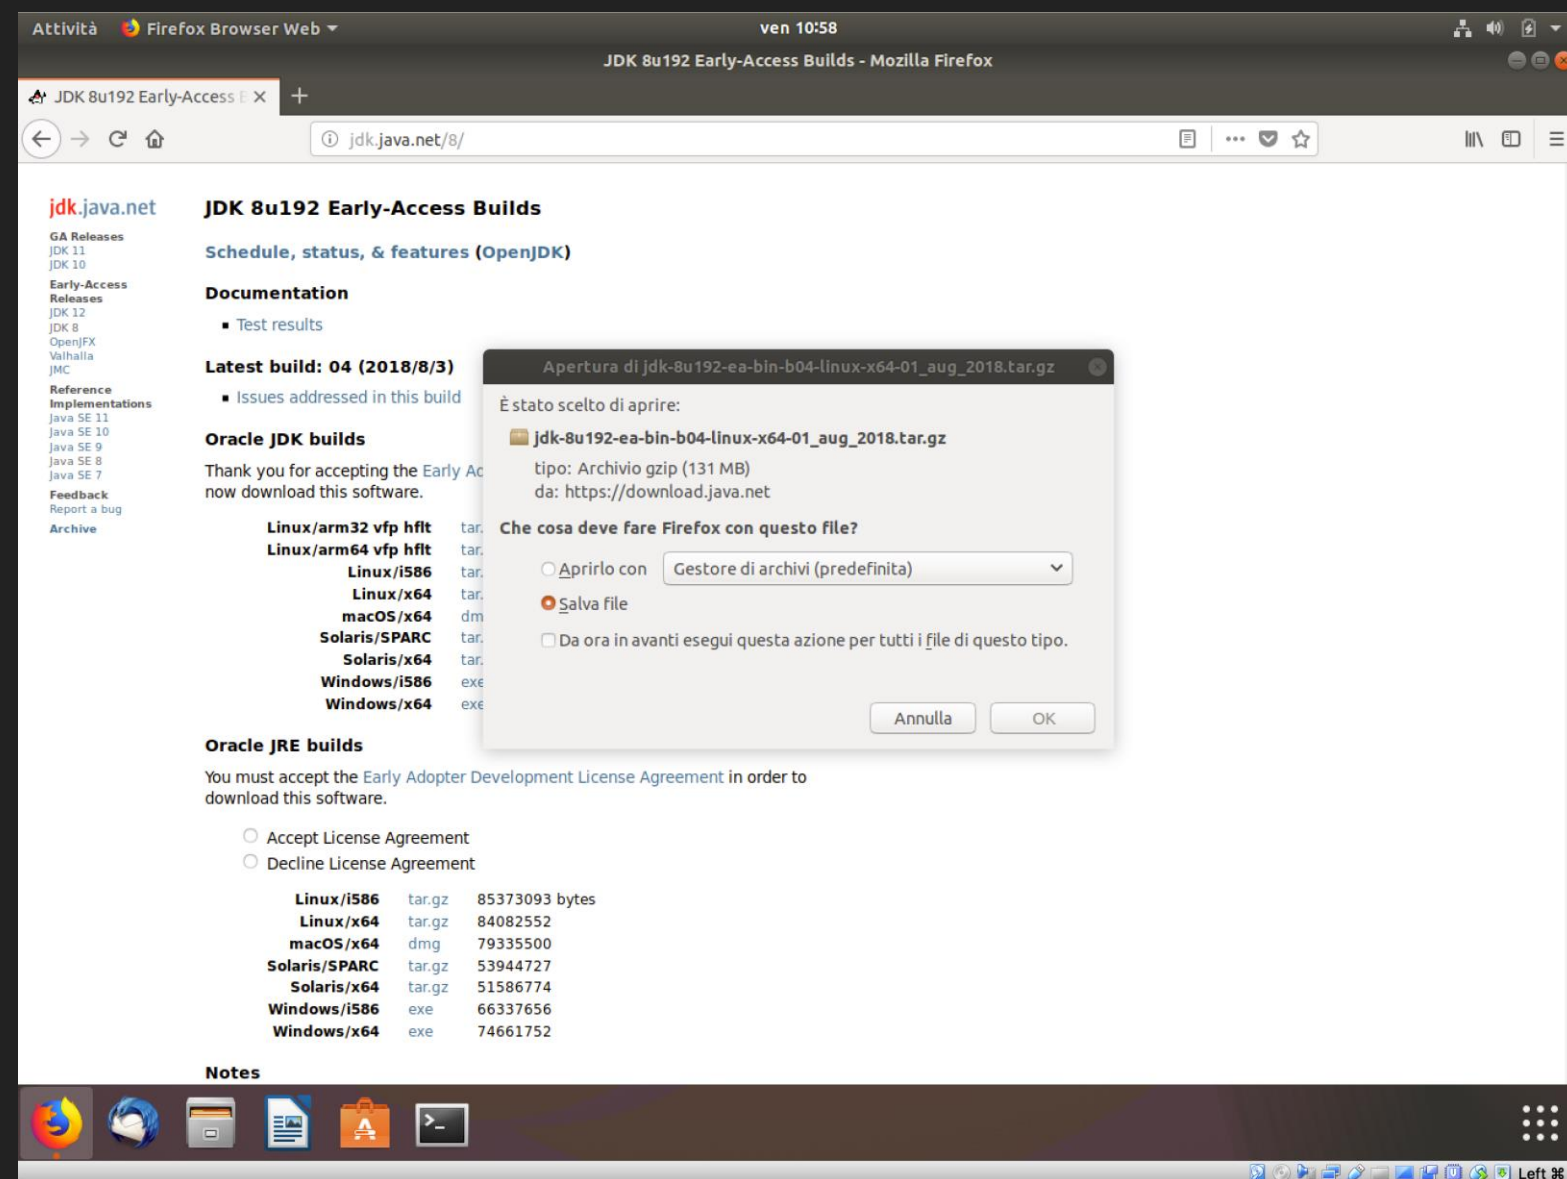 Attività Firefox Browser Web ven 10:58
JDK 8u192 Early-Access Builds - Mozilla Firefox
JDK 8u192 Early-Access
jdk.java.net/8/
jdk.java.net
GA Releases
JDK 11
JDK 10
Early-Access
Releases
JDK 12
JDK 8
OpenJFX
Valhalla
JMC
Reference
Implementations
Java SE 11
Java SE 10
Java SE 9
Java SE 8
Java SE 7
Feedback
Report a bug
Archive
JDK 8u192 Early-Access Builds
Schedule, status, & features (OpenJDK)
Documentation
Test results
Latest build: 04 (2018/8/3)
Issues addressed in this build
Oracle JDK builds
Thank you for accepting the Early
now download this software.
Linux/arm32 vfp hflt tar.
Linux/arm64 vfp hflt tar.
Linux/i586 tar.
Linux/x64 tar.
macOS/x64 dm
Solaris/SPARC tar.
Solaris/x64 tar.
Windows/i586 exe
Windows/x64 exe
Apertura di jdk-8u192-ea-bin-b04-linux-x64-01_aug_2018.tar.gz
È stato scelto di aprire:
jdk-8u192-ea-bin-b04-linux-x64-01_aug_2018.tar.gz
tipo: Archivio gzip (131 MB)
da: https://download.java.net
Che cosa deve fare Firefox con questo file?
Aprirlo con Gestore di archivi (predefinita)
Salva file
Da ora in avanti esegui questa azione per tutti i file di questo tipo.
Annulla OK
Oracle JRE builds
You must accept the Early Adopter Development License Agreement in order to
download this software.
Accept License Agreement
Decline License Agreement
Linux/i586 tar.gz 85373093 bytes
Linux/x64 tar.gz 84082552
macOS/x64 dmg 79335500
Solaris/SPARC tar.gz 53944727
Solaris/x64 tar.gz 51586774
Windows/i586 exe 66337656
Windows/x64 exe 74661752
Notes
Left ⌘